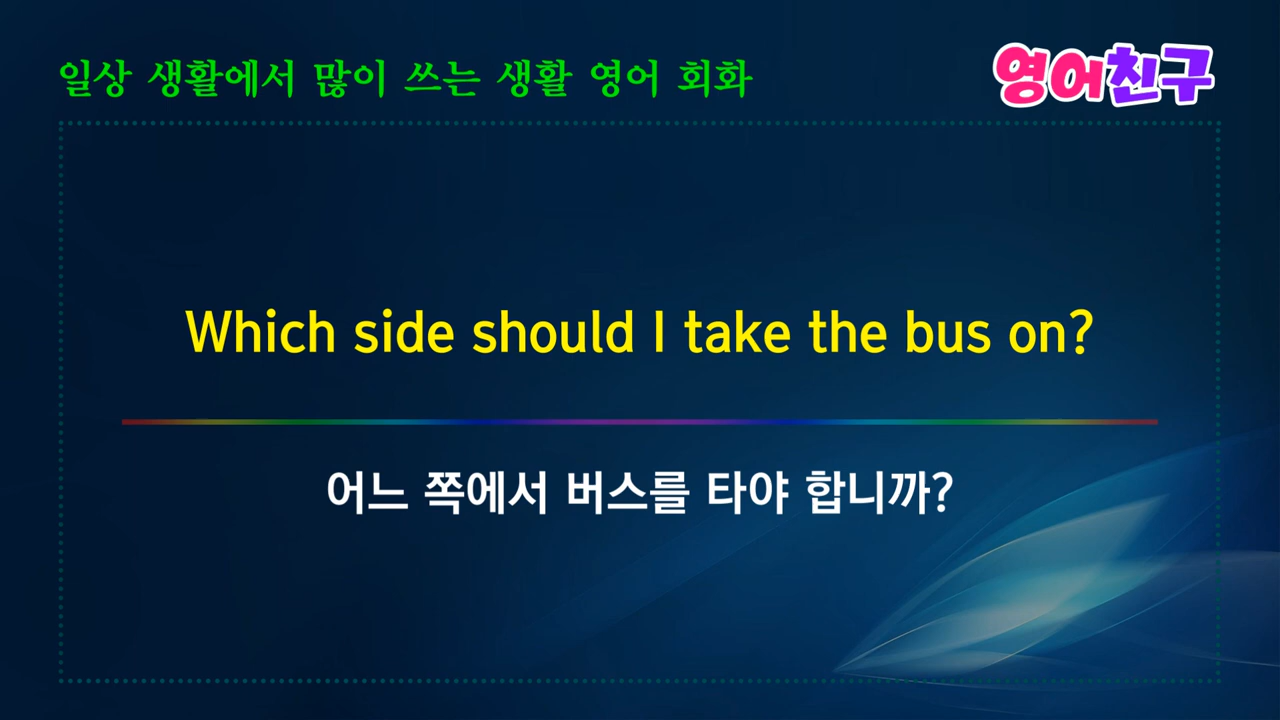 일상 생활에서 많이 쓰는 생활 영어 회화
영어친구
Which side should I take the bus on?
어느 쪽에서 버스를 타야 합니까?